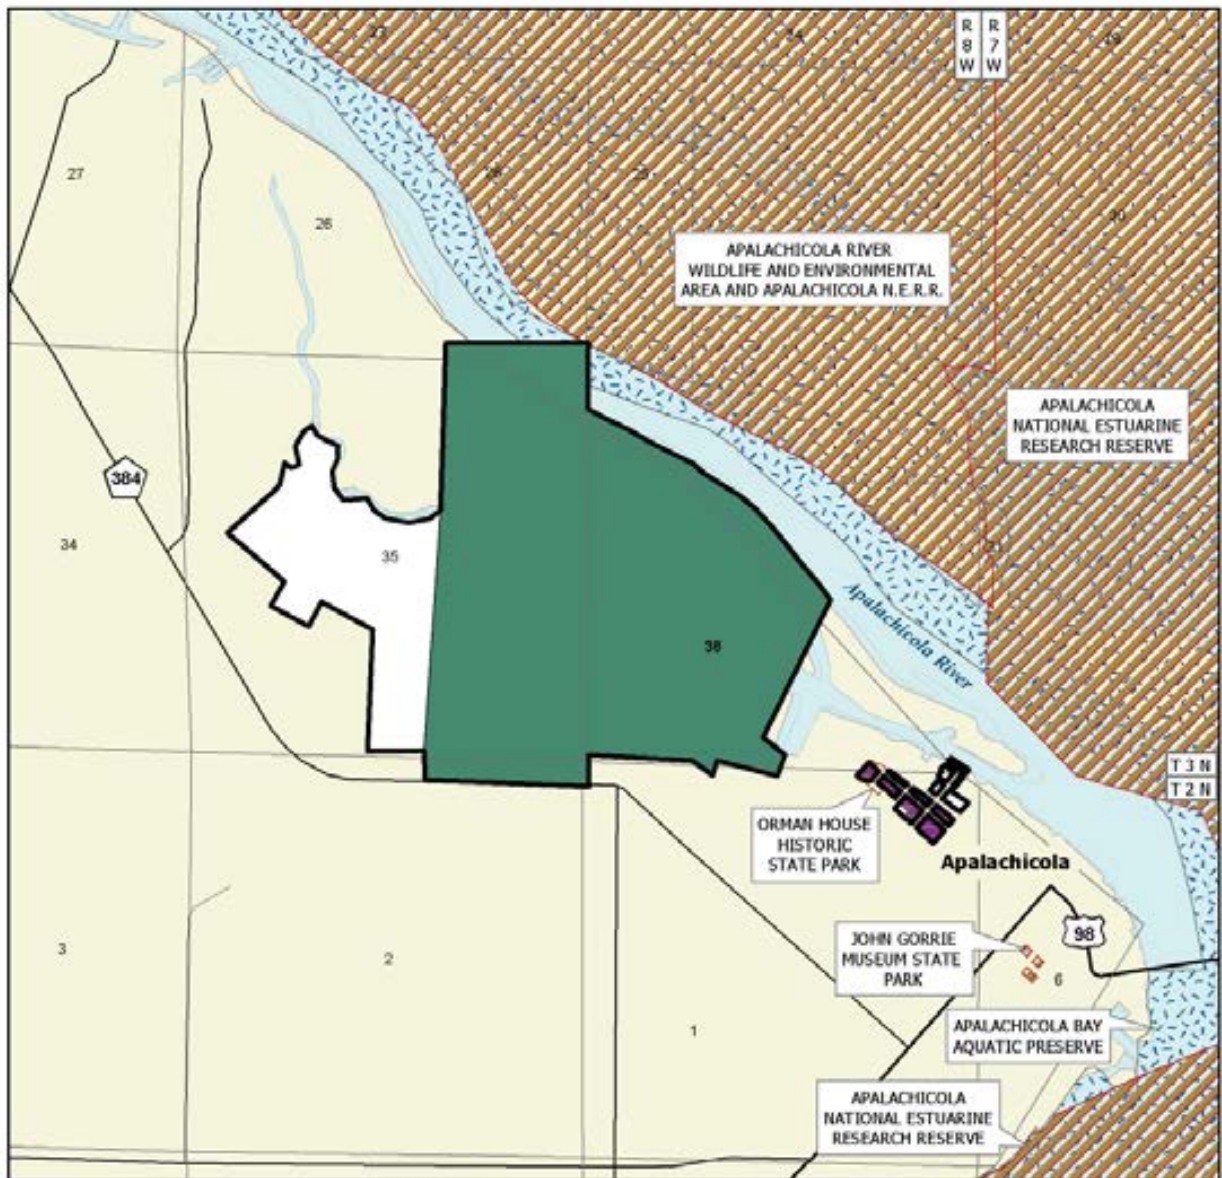 R R
8 7
W W
27
26
APALACHICOLA RIVER
WILDLIFE AND ENVIRONMENTAL
AREA AND APALACHICOLA N.E.R.R.
APALACHICOLA
NATIONAL ESTUARINE
RESEARCH RESERVE
384
34
35
36
Apalachicola River
T 3 N
T 2 N
ORMAN HOUSE
HISTORIC
STATE PARK
Apalachicola
98
JOHN GORRIE
MUSEUM STATE
PARK
3
2
6
1
APALACHICOLA BAY
AQUATIC PRESERVE
APALACHICOLA
NATIONAL ESTUARINE
RESEARCH RESERVE